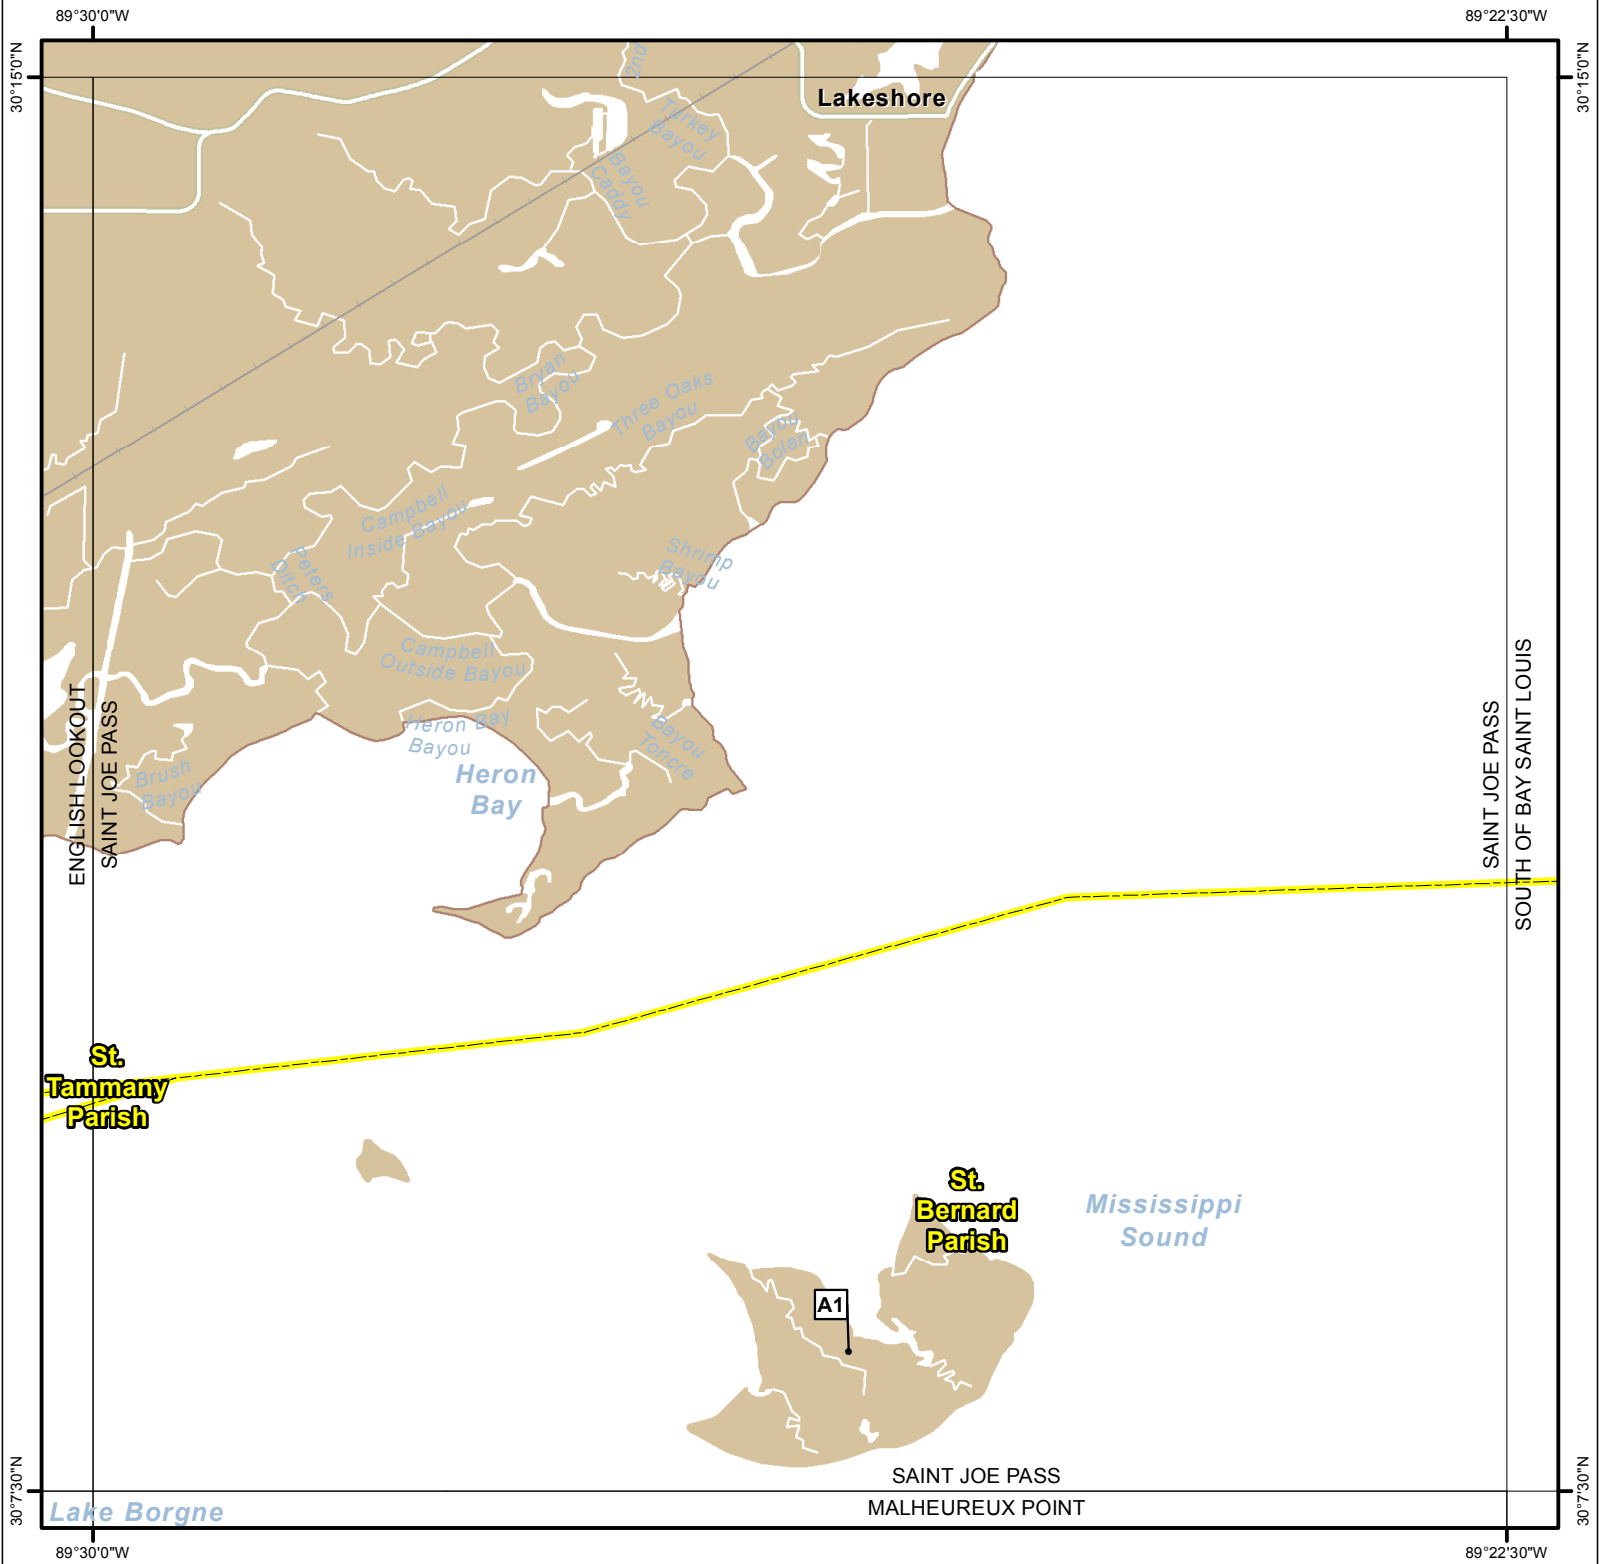 89°30'0"W
89°22'30"W
30°15'0"N
30°15'0"N
2nd
Lakeshore
Turkey
Bayou
Bayou
Caddy
Bryan
Bayou
Three Oaks
Bayou
Bayou
Bolan
Campbell
Inside Bayou
Peters
Ditch
Shrimp
Bayou
Campbell
Outside Bayou
Heron Bay
Bayou
Bayou
Toncre
Brush
Bayou
Heron
Bay
ENGLISH LOOKOUT
SAINT JOE PASS
SAINT JOE PASS
SOUTH OF BAY SAINT LOUIS
St.
Tammany
Parish
St.
Bernard
Parish
Mississippi
Sound
A1
SAINT JOE PASS
MALHEUREUX POINT
Lake Borgne
30°7'30"N
30°7'30"N
89°30'0"W
89°22'30"W